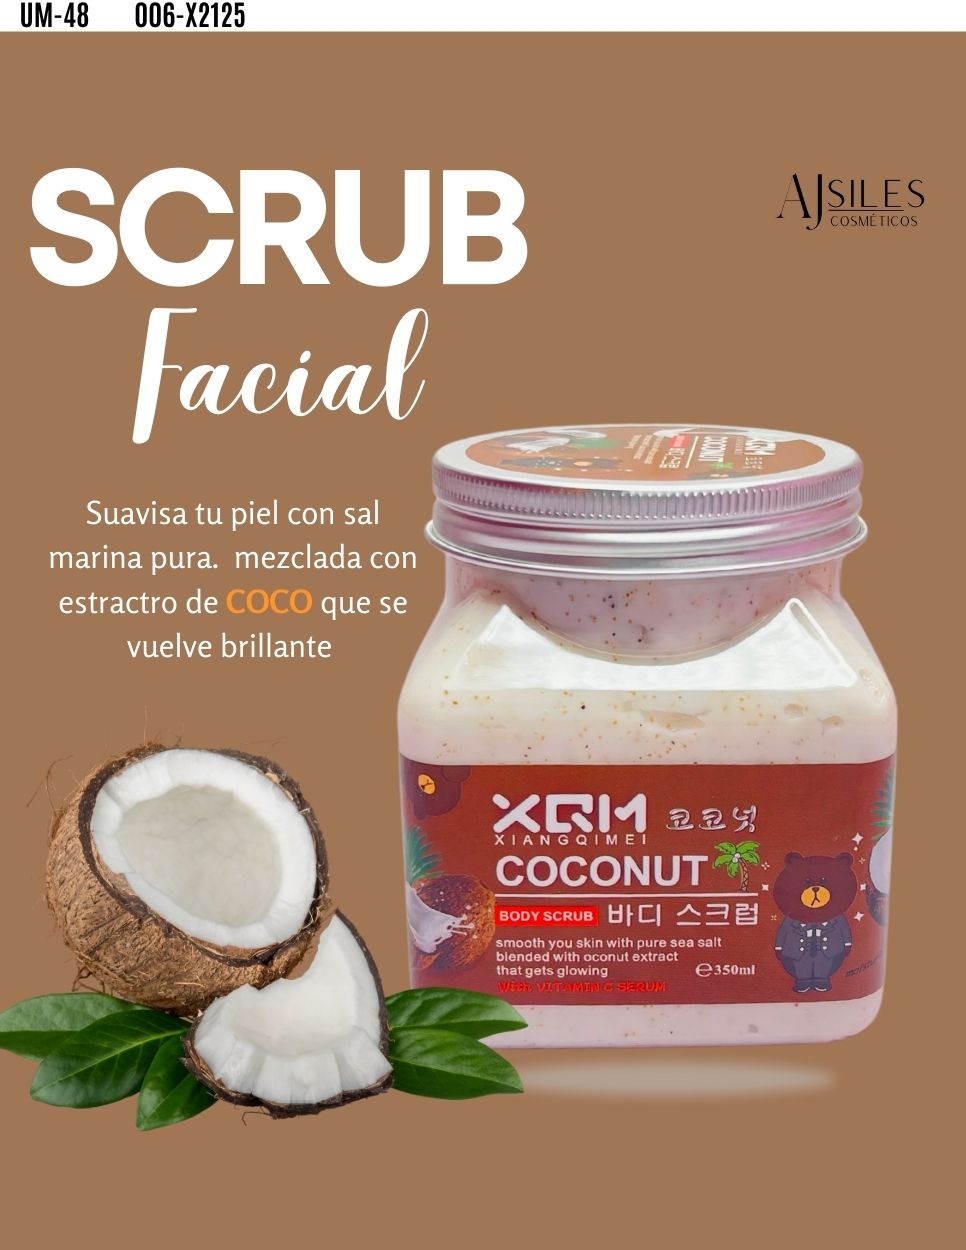 UM-48 006-X2125
SCRUB
Facial
AJSILES
COSMÉTICOS
Suavisa tu piel con sal
marina pura. mezclada con
estractro de COCO que se
vuelve brillante
XQM 코코넛
XIANGQIMEI
COCONUT
BODY SCRUB 바디 스크럽
smooth you skin with pure sea salt
blended with oconut extract
that gets glowing
℮350ml
With VITAMIN C SERUM